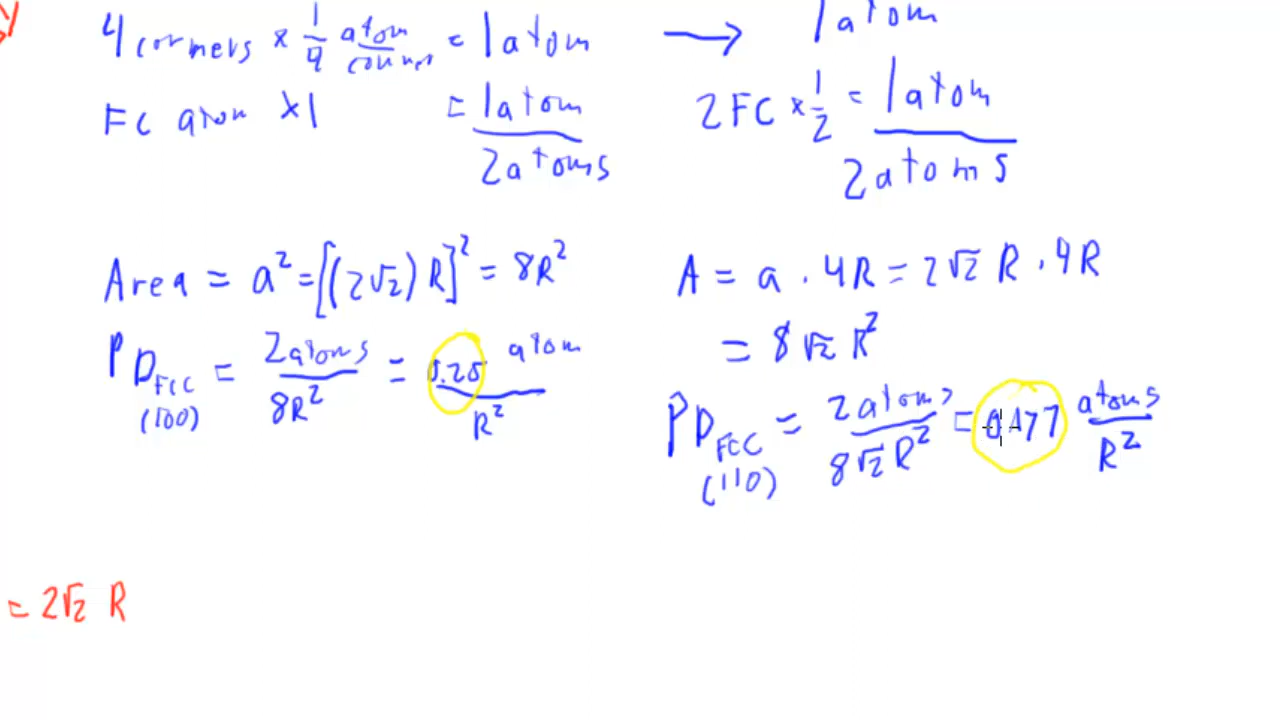 y
4 corners × 1/4 atom/corner = 1 atom
FC atom × 1 = 1 atom
2 atoms
Area = a² = [(2√2) R]² = 8R²
PD FCC (100) = 2 atoms / 8R² = 0.25 atom / R²
→ 1 atom
2 FC × 1/2 = 1 atom
2 atoms
A = a · 4R = 2√2 R · 4R
= 8√2 R²
PD FCC (110) = 2 atoms / 8√2 R² = 0.177 atoms / R²
= 2√2 R